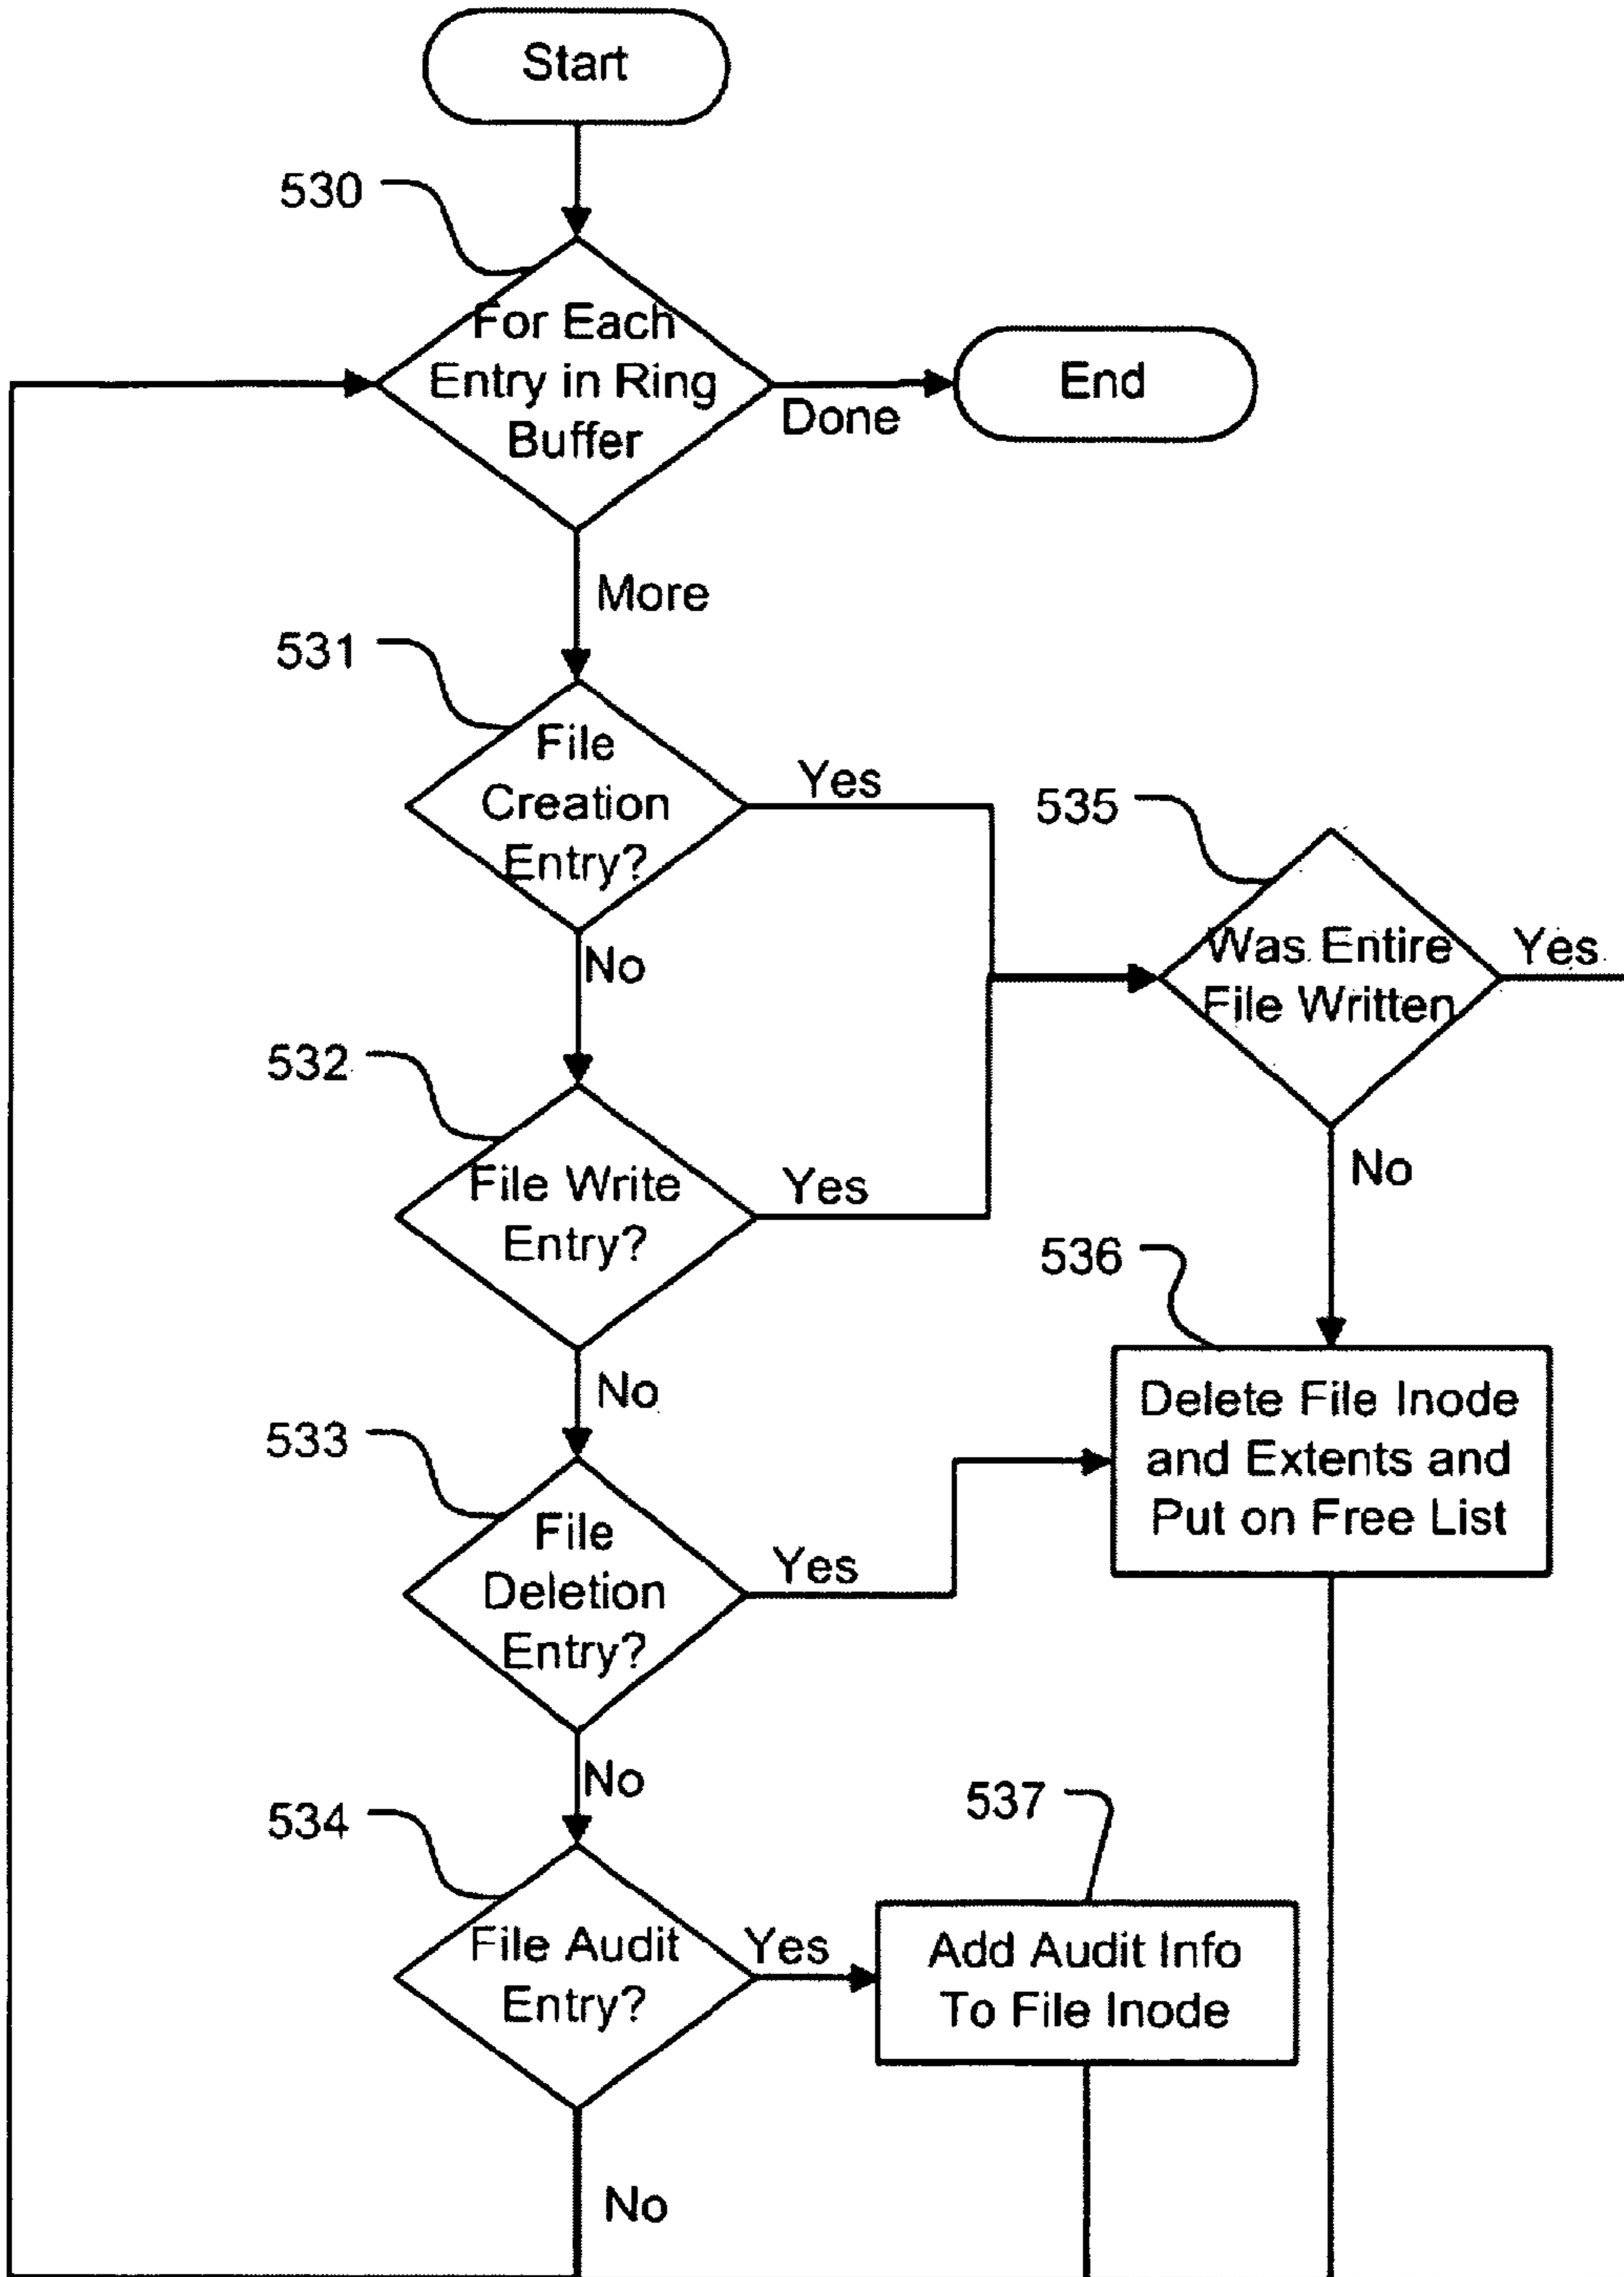 Start
530
For Each
Entry in Ring
Buffer
Done
End
More
531
File
Creation
Entry?
Yes
No
535
Was Entire
File Written
Yes
No
532
File Write
Entry?
Yes
No
536
Delete File Inode
and Extents and
Put on Free List
533
File
Deletion
Entry?
Yes
No
534
File Audit
Entry?
Yes
537
Add Audit Info
To File Inode
No